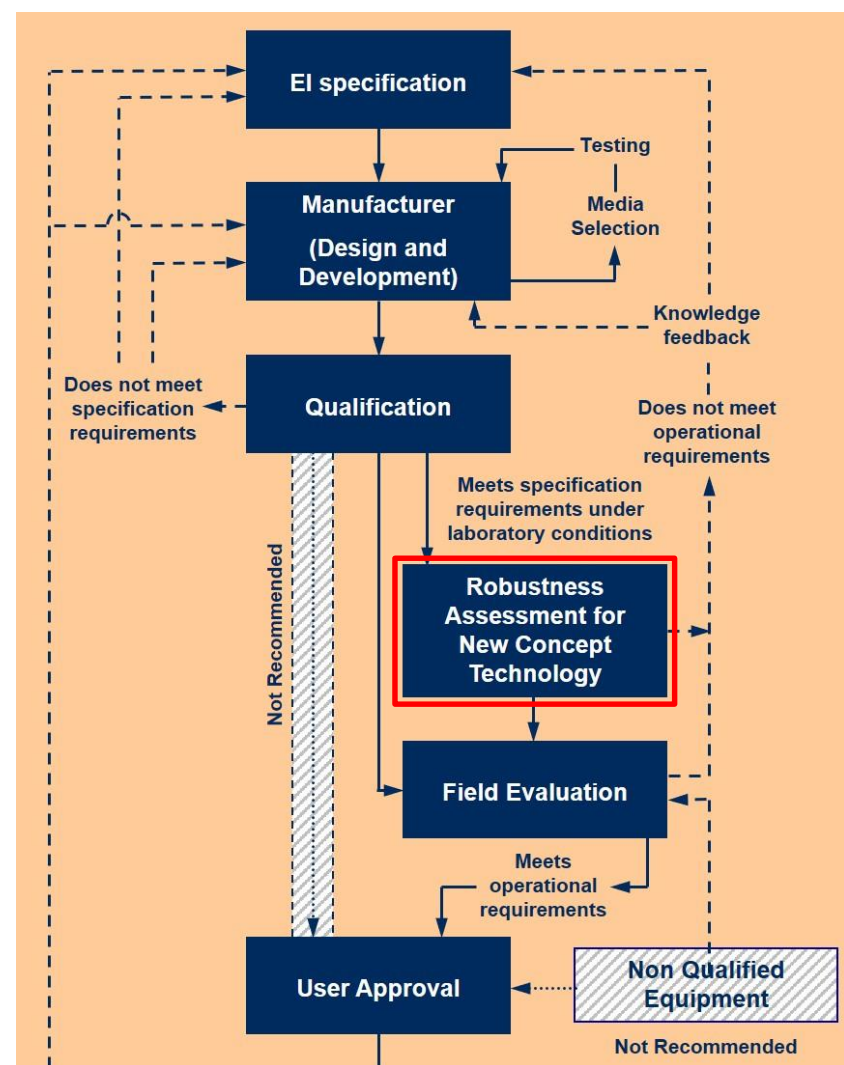 EI specification
Testing
Manufacturer
(Design and
Development)
Media
Selection
Knowledge
feedback
Does not meet
specification
requirements
Qualification
Does not meet
operational
requirements
Meets specification
requirements under
laboratory conditions
Not Recommended
Robustness
Assessment for
New Concept
Technology
Field Evaluation
Meets
operational
requirements
User Approval
Non Qualified
Equipment
Not Recommended